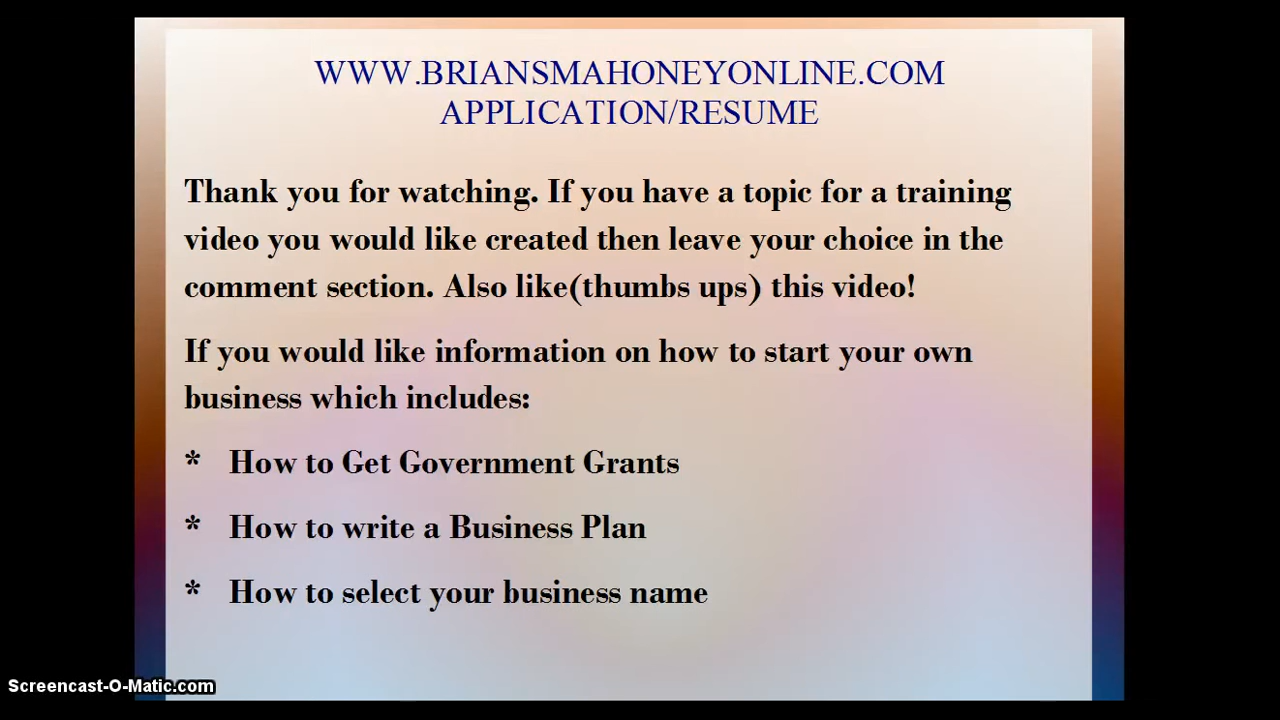 WWW.BRIANSMAHONEYONLINE.COM
APPLICATION/RESUME
Thank you for watching. If you have a topic for a training
video you would like created then leave your choice in the
comment section. Also like(thumbs ups) this video!
If you would like information on how to start your own
business which includes:
* How to Get Government Grants
* How to write a Business Plan
* How to select your business name
Screencast-O-Matic.com